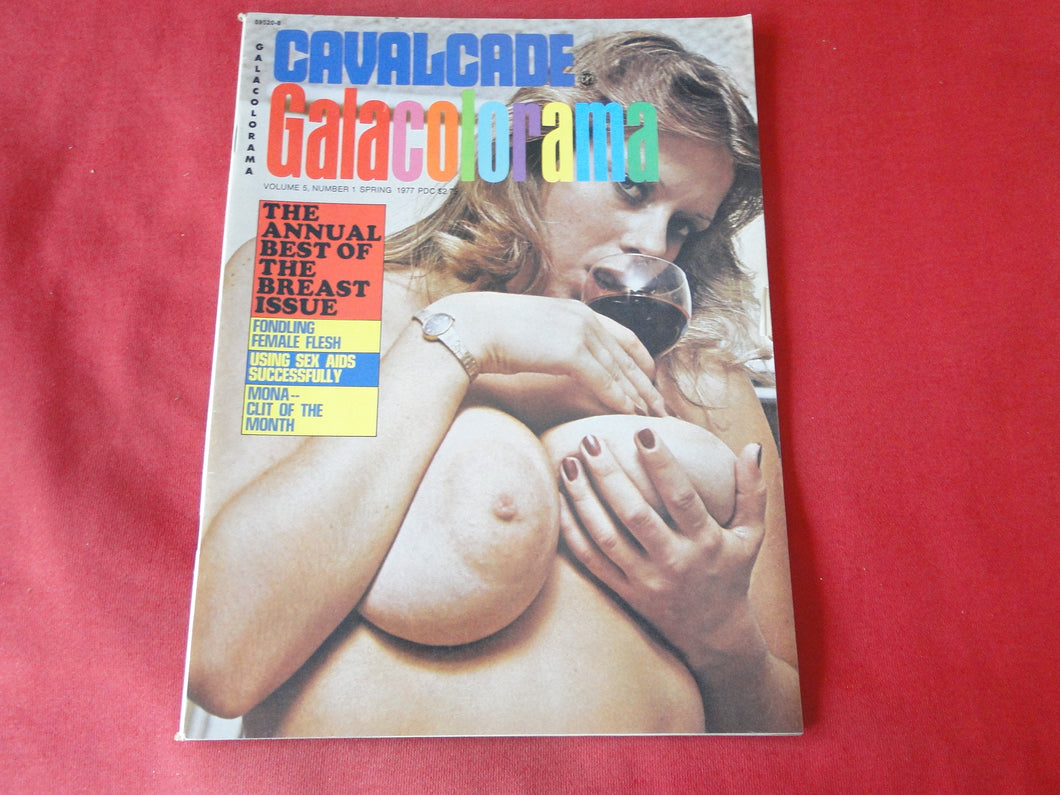 59520-8
GALACOLORAMA
CAVALCADE
Galacolorama
VOLUME 5, NUMBER 1 SPRING 1977 PDC $2.75
THE
ANNUAL
BEST OF
THE
BREAST
ISSUE
FONDLING
FEMALE FLESH
USING SEX AIDS
SUCCESSFULLY
MONA--
CLIT OF THE
MONTH